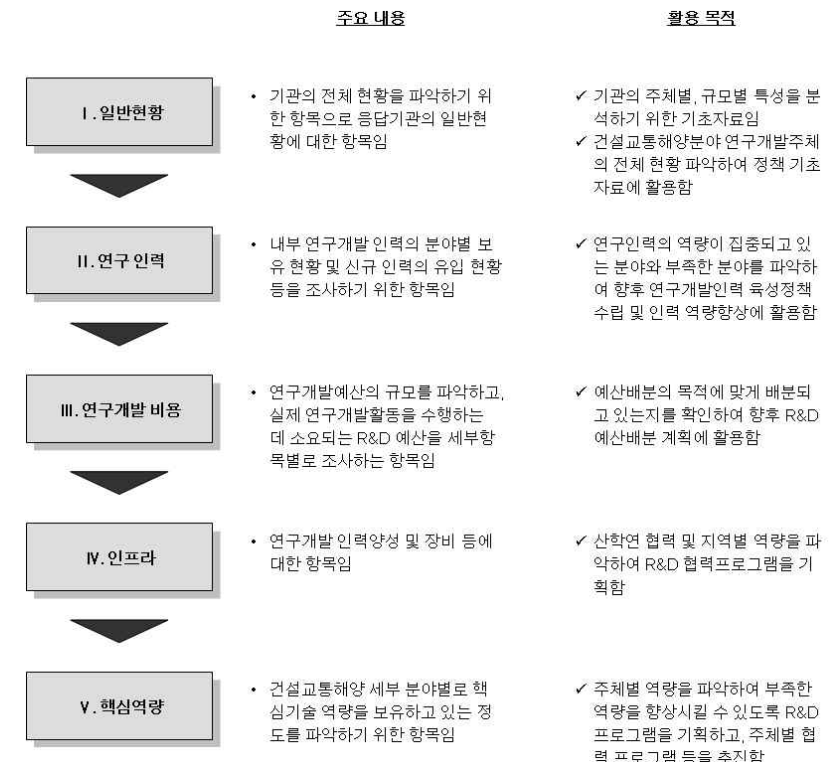 주요 내용
활용 목적
Ⅰ.일반현황
• 기관의 전체 현황을 파악하기 위
한 항목으로 응답기관의 일반현
황에 대한 항목임
✓ 기관의 주체별, 규모별 특성을 분
석하기 위한 기초자료임
✓ 건설교통해양분야 연구개발주체
의 전체 현황 파악하여 정책 기초
자료에 활용함
Ⅱ.연구 인력
• 내부 연구개발 인력의 분야별 보
유 현황 및 신규 인력의 유입 현황
등을 조사하기 위한 항목임
✓ 연구인력의 역량이 집중되고 있
는 분야와 부족한 분야를 파악하
여 향후 연구개발인력 육성정책
수립 및 인력 역량향상에 활용함
Ⅲ.연구개발 비용
• 연구개발예산의 규모를 파악하고,
실제 연구개발활동을 수행하는
데 소요되는 R&D 예산을 세부항
목별로 조사하는 항목임
✓ 예산배분의 목적에 맞게 배분되
고 있는지를 확인하여 향후 R&D
예산배분 계획에 활용함
Ⅳ.인프라
• 연구개발 인력양성 및 장비 등에
대한 항목임
✓ 산학연 협력 및 지역별 역량을 파
악하여 R&D 협력프로그램을 기
획함
Ⅴ.핵심역량
• 건설교통해양 세부 분야별로 핵
심기술 역량을 보유하고 있는 정
도를 파악하기 위한 항목임
✓ 주체별 역량을 파악하여 부족한
역량을 향상시킬 수 있도록 R&D
프로그램을 기획하고, 주체별 협
력 프로그램 등을 추진함